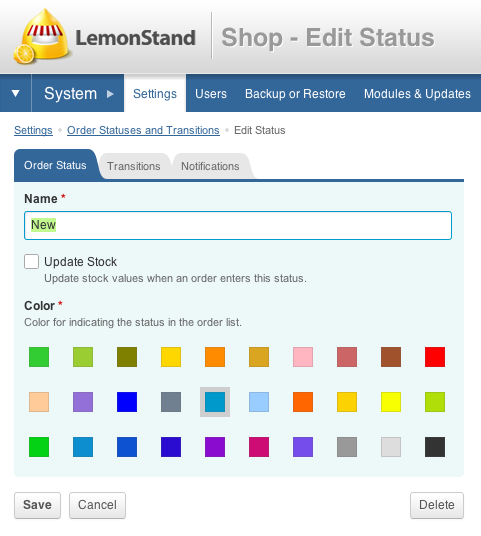 LemonStand
Shop - Edit Status
System
Settings
Users
Backup or Restore
Modules & Updates
Settings • Order Statuses and Transitions • Edit Status
Order Status
Transitions
Notifications
Name *
New
Update Stock
Update stock values when an order enters this status.
Color *
Color for indicating the status in the order list.
Save
Cancel
Delete